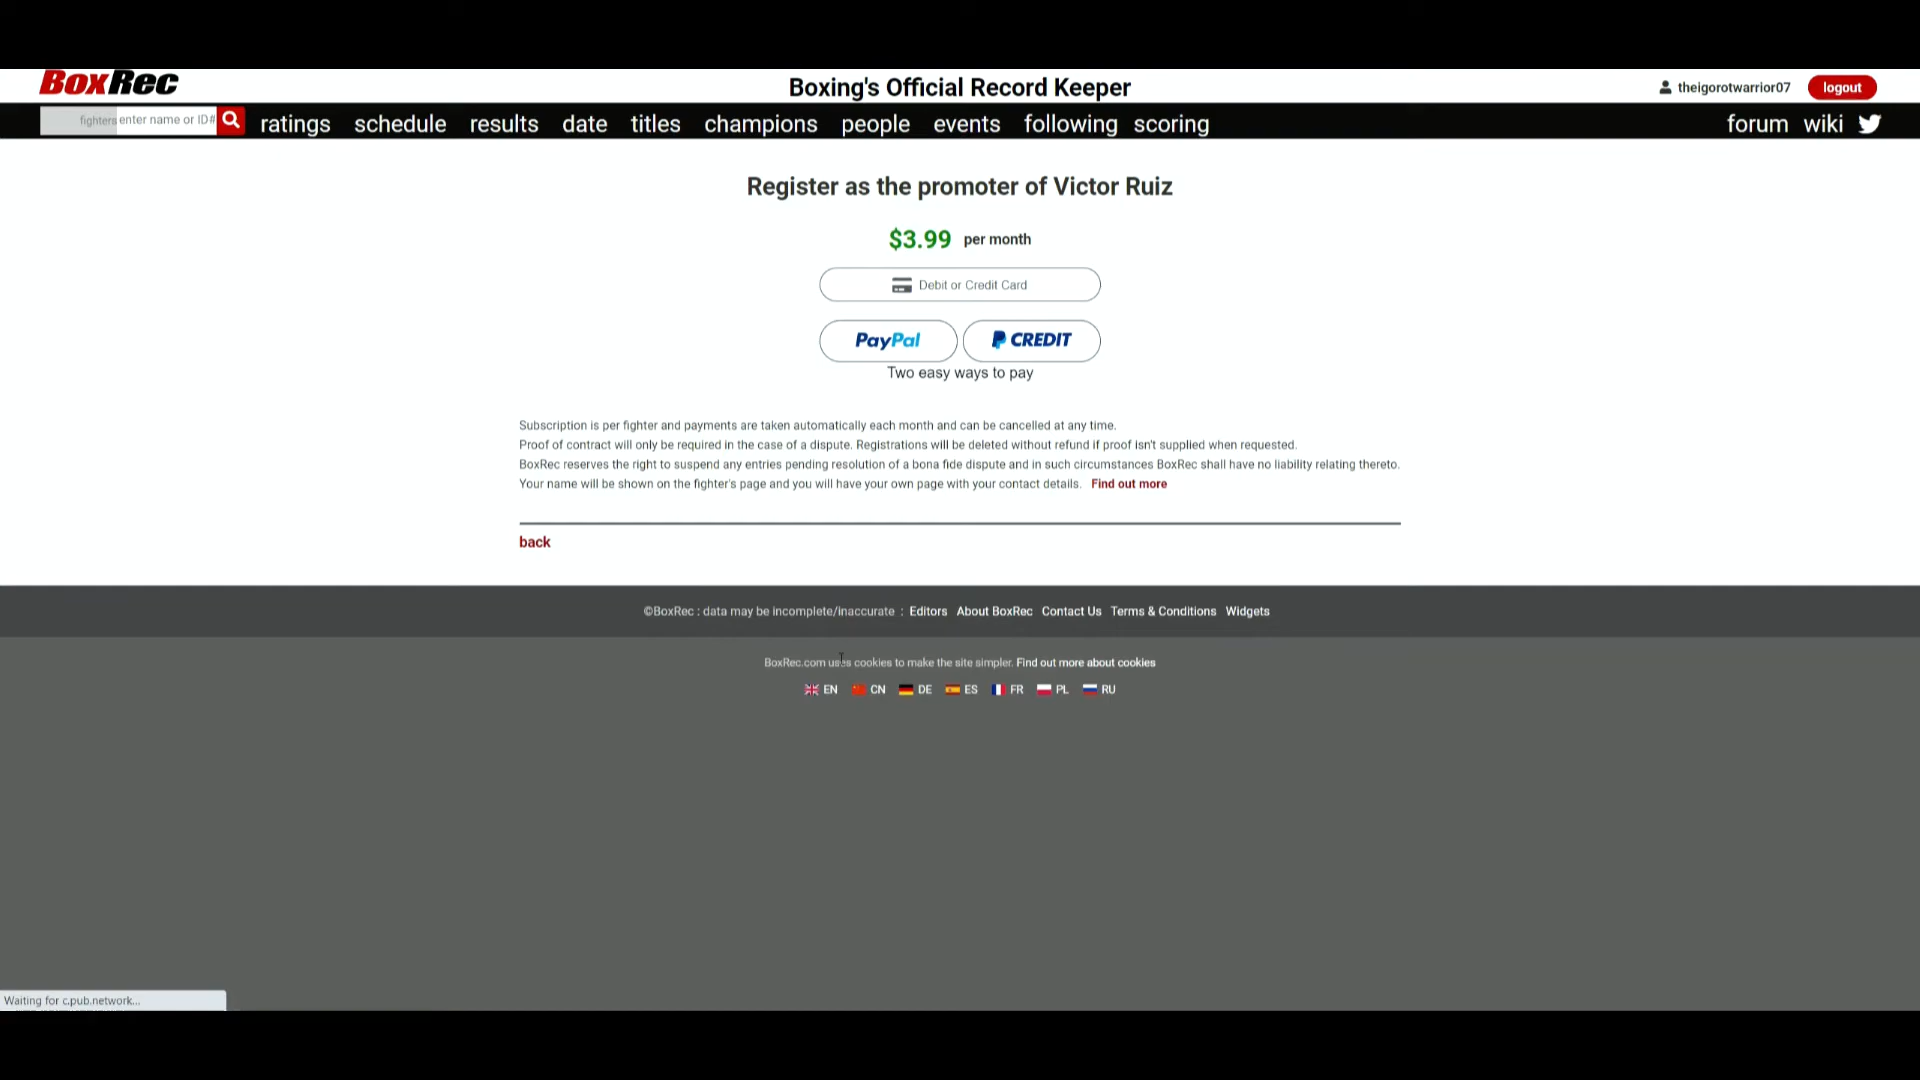 BoxRec
Boxing's Official Record Keeper
theigorotwarrior07
logout
fighters enter name or ID#
ratings schedule results date titles champions people events following scoring
forum wiki
Register as the promoter of Victor Ruiz
$3.99 per month
Debit or Credit Card
PayPal
CREDIT
Two easy ways to pay
Subscription is per fighter and payments are taken automatically each month and can be cancelled at any time.
Proof of contract will only be required in the case of a dispute. Registrations will be deleted without refund if proof isn't supplied when requested.
BoxRec reserves the right to suspend any entries pending resolution of a bona fide dispute and in such circumstances BoxRec shall have no liability relating thereto.
Your name will be shown on the fighter's page and you will have your own page with your contact details. Find out more
back
©BoxRec : data may be incomplete/inaccurate : Editors About BoxRec Contact Us Terms & Conditions Widgets
BoxRec.com uses cookies to make the site simpler. Find out more about cookies
EN CN DE ES FR PL RU
Waiting for c.pub.network...